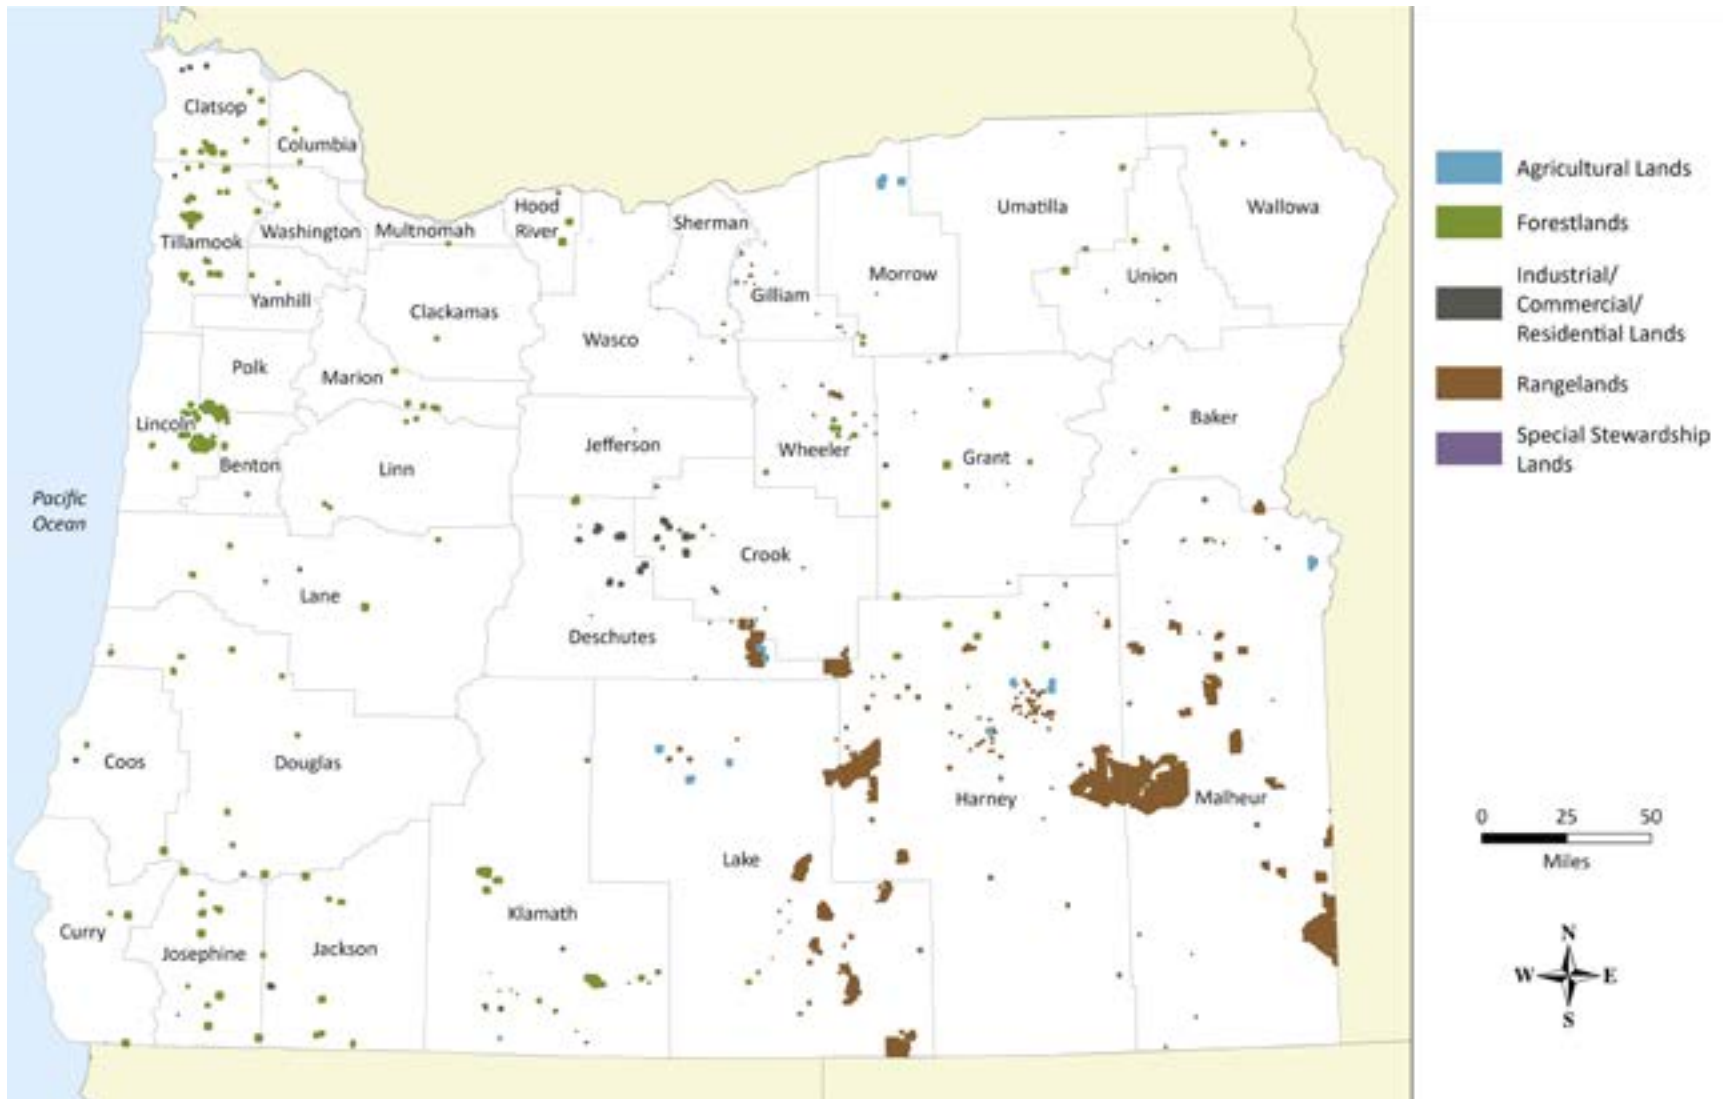 Clatsop
Columbia
Hood
River
Sherman
Umatilla
Wallowa
Tillamook
Washington
Multnomah
Morrow
Union
Gilliam
Yamhill
Clackamas
Wasco
Polk
Marion
Baker
Lincoln
Jefferson
Wheeler
Grant
Benton
Linn
Pacific
Ocean
Crook
Lane
Deschutes
Coos
Douglas
Harney
Malheur
Lake
Klamath
Curry
Josephine
Jackson
Agricultural Lands
Forestlands
Industrial/
Commercial/
Residential Lands
Rangelands
Special Stewardship
Lands
0 25 50
Miles
N
W E
S